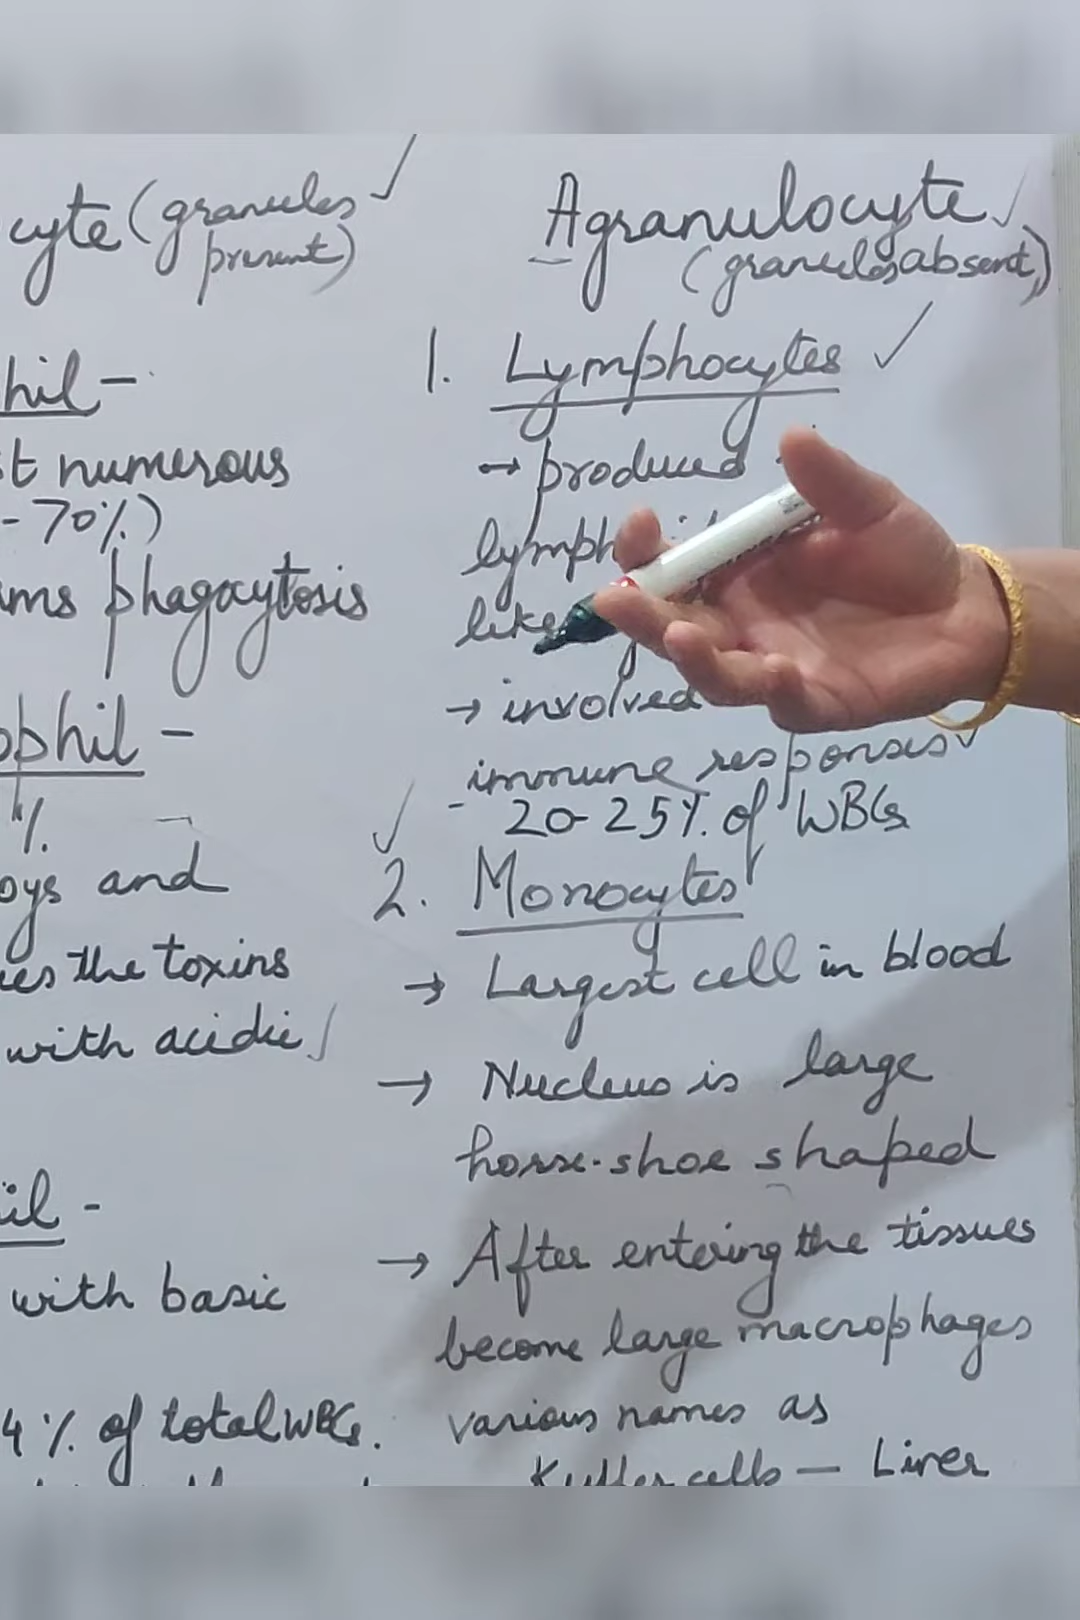 cyte (granules
present)
hil -
st numerous
- 70%)
ms phagocytosis
ophil -
%
oys and
es the toxins
with acidic
il -
with basic
4% of total WBCs.
Agranulocyte
(granules absent)
1. Lymphocytes
→ produced
lymph
like
→ involved
immune responses
- 20-25% of WBCs
2. Monocytes
→ Largest cell in blood
→ Nucleus is large
horse-shoe shaped
→ After entering the tissues
become large macrophages
various names as
cells — Liver